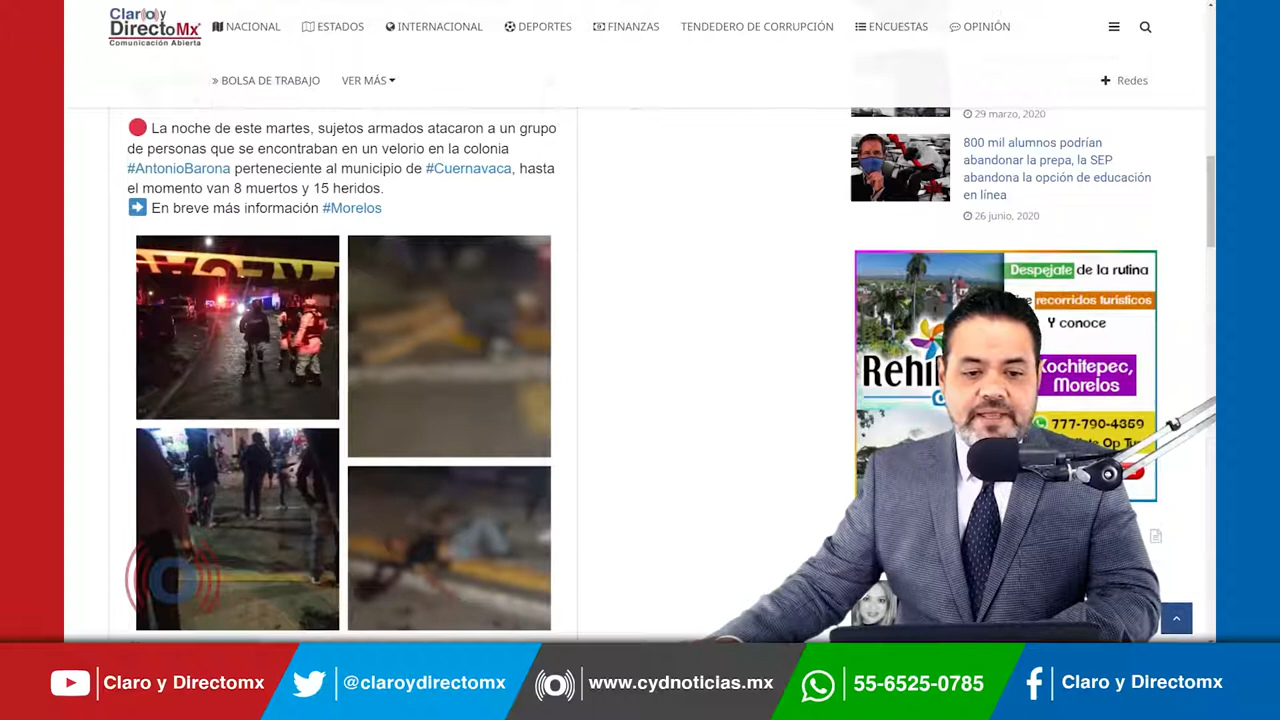 Claro y
DirectoMx
Comunicación Abierta
NACIONAL
ESTADOS
INTERNACIONAL
DEPORTES
FINANZAS
TENDEDERO DE CORRUPCIÓN
ENCUESTAS
OPINIÓN
» BOLSA DE TRABAJO
VER MÁS
Redes
La noche de este martes, sujetos armados atacaron a un grupo
de personas que se encontraban en un velorio en la colonia
#AntonioBarona perteneciente al municipio de #Cuernavaca, hasta
el momento van 8 muertos y 15 heridos.
En breve más información #Morelos
29 marzo, 2020
800 mil alumnos podrían
abandonar la prepa, la SEP
abandona la opción de educación
en línea
26 junio, 2020
Despejate de la rutina
recorridos turísticos
Y conoce
Rehil
Xochitepec,
Morelos
777-790-4359
Claro y Directomx
@claroydirectomx
www.cydnoticias.mx
55-6525-0785
Claro y Directomx